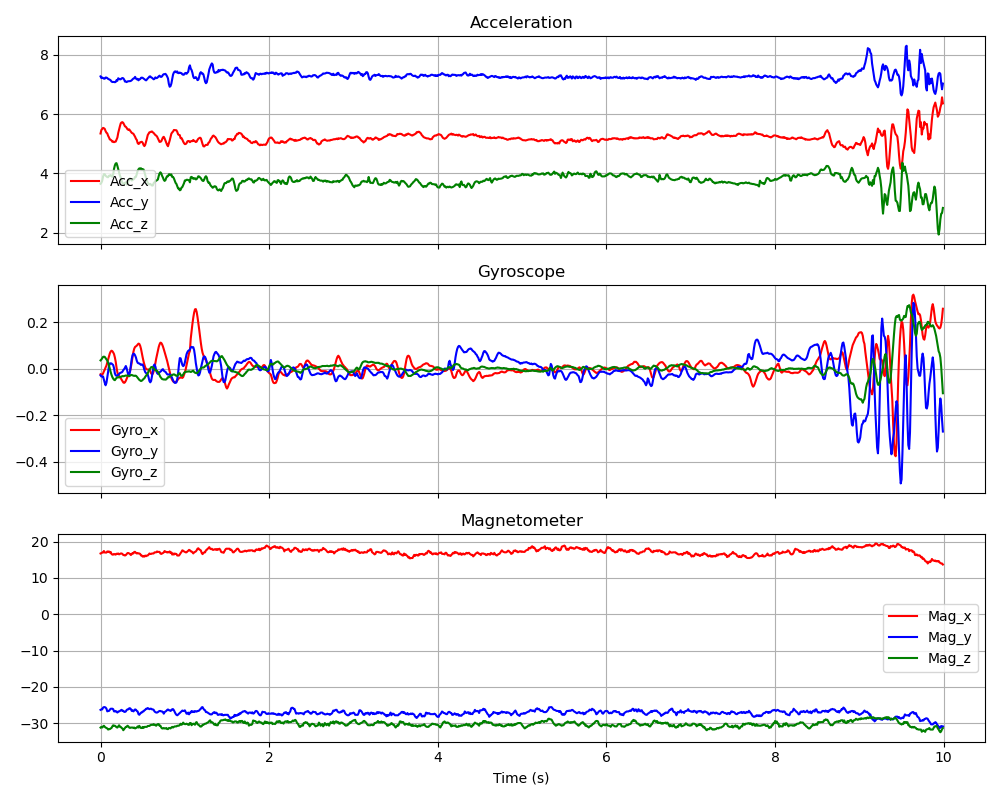 Acceleration
8
6
4
2
Acc_x
Acc_y
Acc_z
Gyroscope
0.2
0.0
−0.2
−0.4
Gyro_x
Gyro_y
Gyro_z
Magnetometer
20
10
0
−10
−20
−30
Mag_x
Mag_y
Mag_z
0 2 4 6 8 10
Time (s)